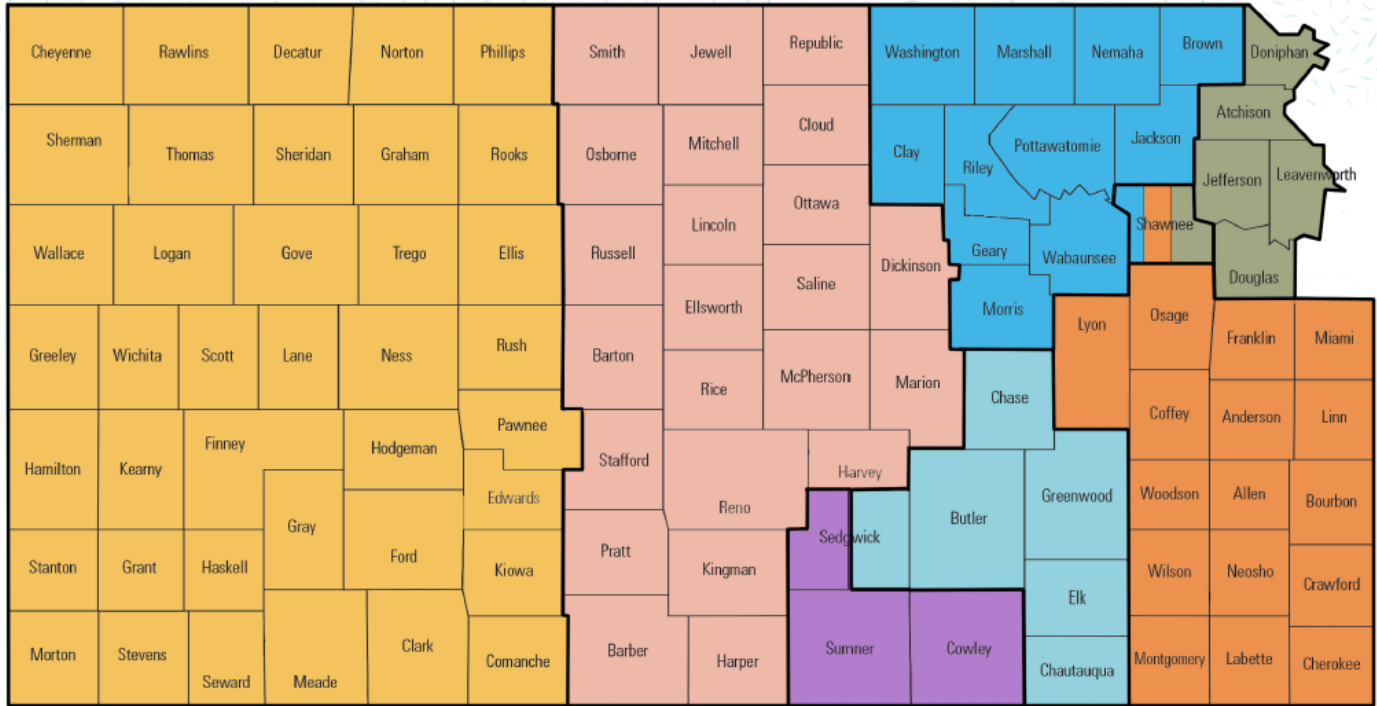 Cheyenne
Rawlins
Decatur
Norton
Phillips
Smith
Jewell
Republic
Washington
Marshall
Nemaha
Brown
Doniphan
Sherman
Thomas
Sheridan
Graham
Rooks
Osborne
Mitchell
Cloud
Clay
Riley
Pottawatomie
Jackson
Atchison
Jefferson
Leavenworth
Wallace
Logan
Gove
Trego
Ellis
Russell
Lincoln
Ottawa
Dickinson
Geary
Wabaunsee
Shawnee
Douglas
Greeley
Wichita
Scott
Lane
Ness
Rush
Barton
Ellsworth
Saline
Morris
Lyon
Osage
Franklin
Miami
Rice
McPherson
Marion
Chase
Coffey
Anderson
Linn
Hamilton
Kearny
Finney
Hodgeman
Pawnee
Edwards
Stafford
Reno
Harvey
Sedgwick
Butler
Greenwood
Woodson
Allen
Bourbon
Stanton
Grant
Haskell
Gray
Ford
Kiowa
Pratt
Kingman
Elk
Wilson
Neosho
Crawford
Morton
Stevens
Seward
Meade
Clark
Comanche
Barber
Harper
Sumner
Cowley
Chautauqua
Montgomery
Labette
Cherokee